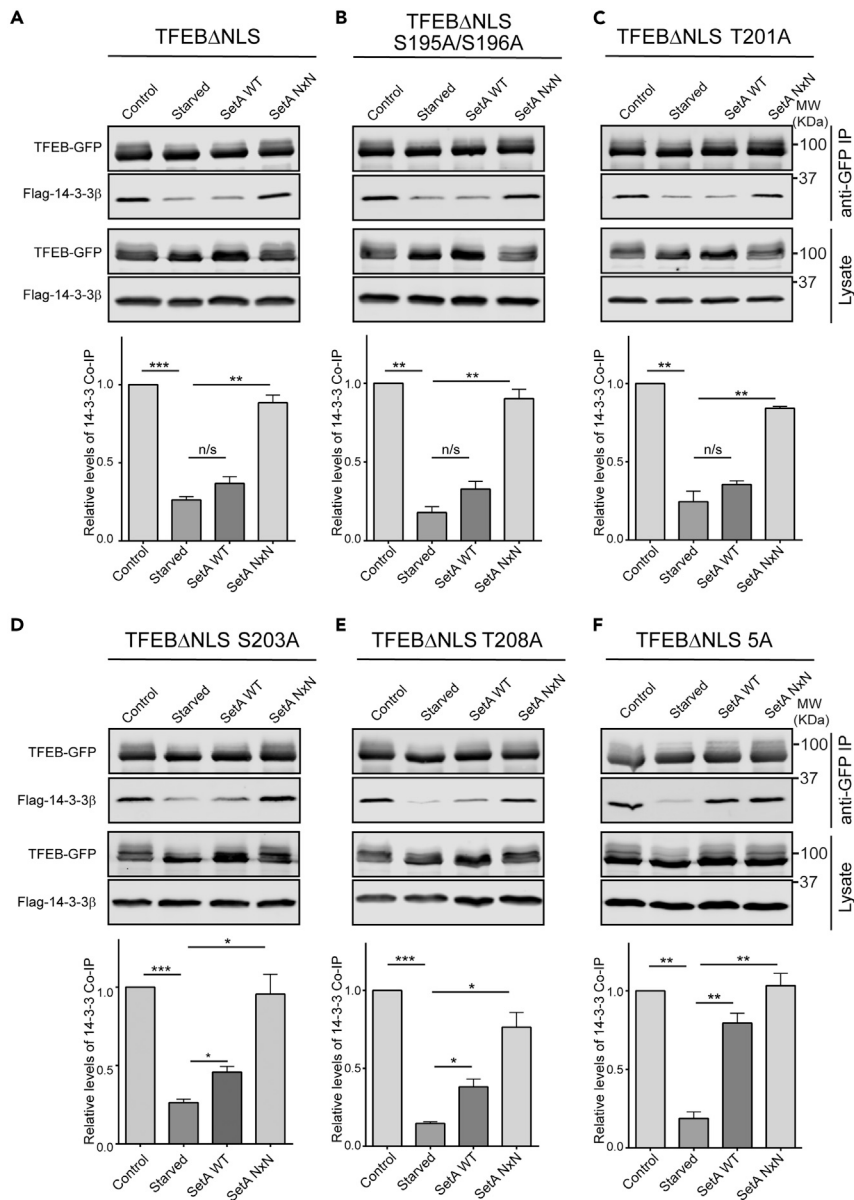 A
TFEBΔNLS
Control
Starved
SetA WT
SetA NxN
TFEB-GFP
Flag-14-3-3β
TFEB-GFP
Flag-14-3-3β
Relative levels of 14-3-3 Co-IP
1.0
0.5
0.0
***
**
n/s
Control
Starved
SetA WT
SetA NxN
B
TFEBΔNLS
S195A/S196A
Control
Starved
SetA WT
SetA NxN
Relative levels of 14-3-3 Co-IP
1.0
0.5
0.0
**
**
n/s
Control
Starved
SetA WT
SetA NxN
C
TFEBΔNLS T201A
Control
Starved
SetA WT
SetA NxN
MW
(KDa)
100
37
anti-GFP IP
100
37
Lysate
Relative levels of 14-3-3 Co-IP
1.0
0.5
0.0
**
**
n/s
Control
Starved
SetA WT
SetA NxN
D
TFEBΔNLS S203A
Control
Starved
SetA WT
SetA NxN
TFEB-GFP
Flag-14-3-3β
TFEB-GFP
Flag-14-3-3β
Relative levels of 14-3-3 Co-IP
1.0
0.5
0.0
***
*
*
Control
Starved
SetA WT
SetA NxN
E
TFEBΔNLS T208A
Control
Starved
SetA WT
SetA NxN
Relative levels of 14-3-3 Co-IP
1.0
0.5
0.0
***
*
*
Control
Starved
SetA WT
SetA NxN
F
TFEBΔNLS 5A
Control
Starved
SetA WT
SetA NxN
MW
(KDa)
100
37
anti-GFP IP
100
37
Lysate
Relative levels of 14-3-3 Co-IP
1.0
0.5
0.0
**
**
**
Control
Starved
SetA WT
SetA NxN